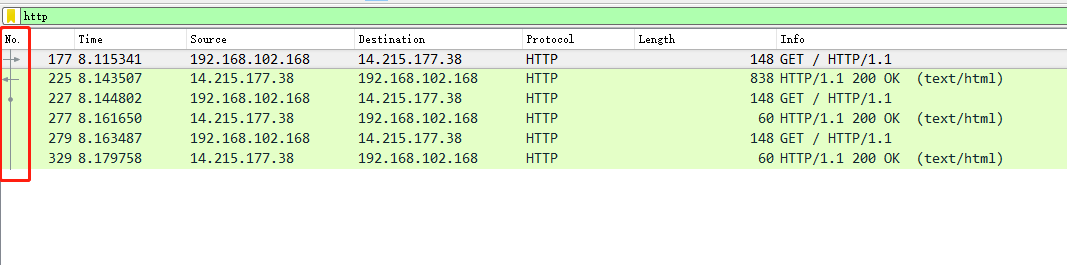 http
No. Time Source Destination Protocol Length Info
177 8.115341 192.168.102.168 14.215.177.38 HTTP 148 GET / HTTP/1.1
225 8.143507 14.215.177.38 192.168.102.168 HTTP 838 HTTP/1.1 200 OK (text/html)
227 8.144802 192.168.102.168 14.215.177.38 HTTP 148 GET / HTTP/1.1
277 8.161650 14.215.177.38 192.168.102.168 HTTP 60 HTTP/1.1 200 OK (text/html)
279 8.163487 192.168.102.168 14.215.177.38 HTTP 148 GET / HTTP/1.1
329 8.179758 14.215.177.38 192.168.102.168 HTTP 60 HTTP/1.1 200 OK (text/html)